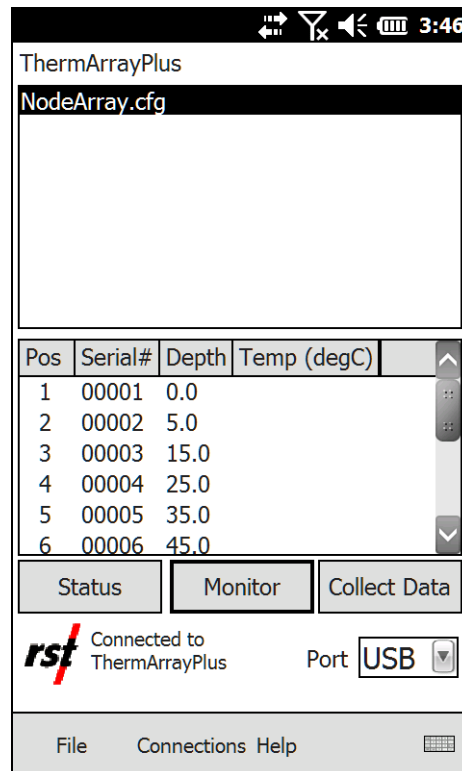 3:46
ThermArrayPlus
NodeArray.cfg
Pos Serial# Depth Temp (degC)
1 00001 0.0
2 00002 5.0
3 00003 15.0
4 00004 25.0
5 00005 35.0
6 00006 45.0
Status Monitor Collect Data
rst Connected to
ThermArrayPlus Port USB
File Connections Help